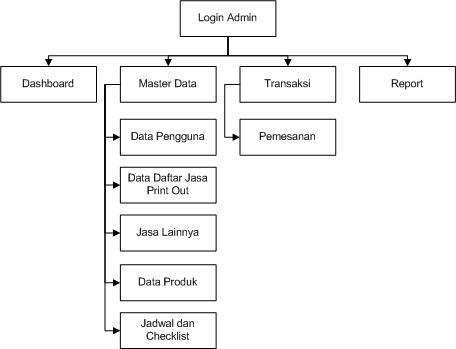 Login Admin
Dashboard
Master Data
Transaksi
Report
Data Pengguna
Pemesanan
Data Daftar Jasa
Print Out
Jasa Lainnya
Data Produk
Jadwal dan
Checklist